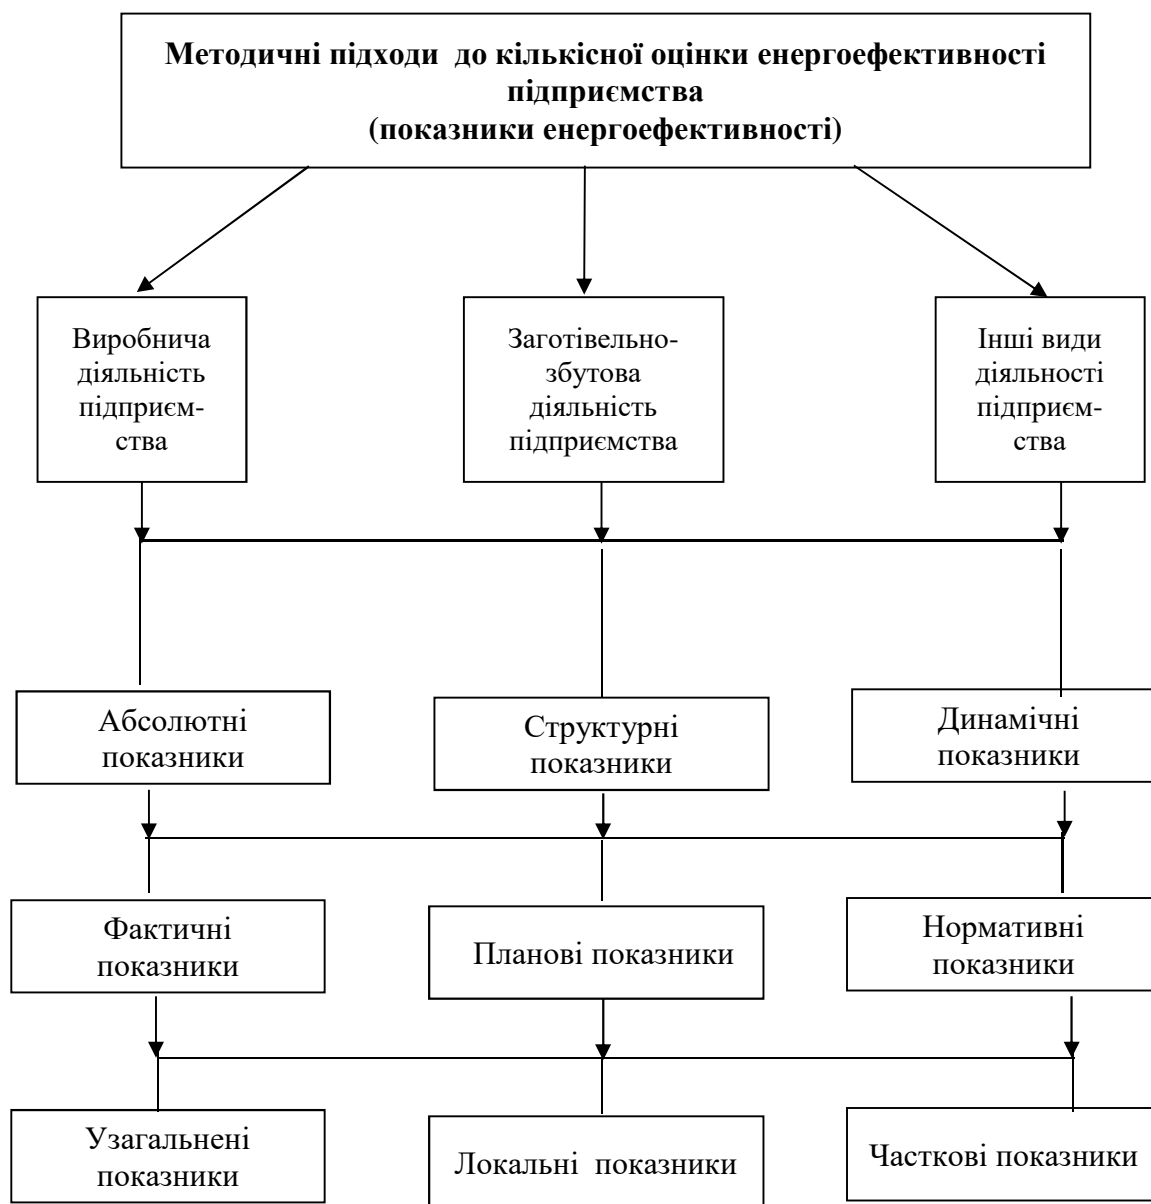 Методичні підходи до кількісної оцінки енергоефективності
підприємства
(показники енергоефективності)
Виробнича
діяльність
підприєм-
ства
Заготівельно-
збутова
діяльність
підприємства
Інші види
діяльності
підприєм-
ства
Абсолютні
показники
Структурні
показники
Динамічні
показники
Фактичні
показники
Планові показники
Нормативні
показники
Узагальнені
показники
Локальні показники
Часткові показники